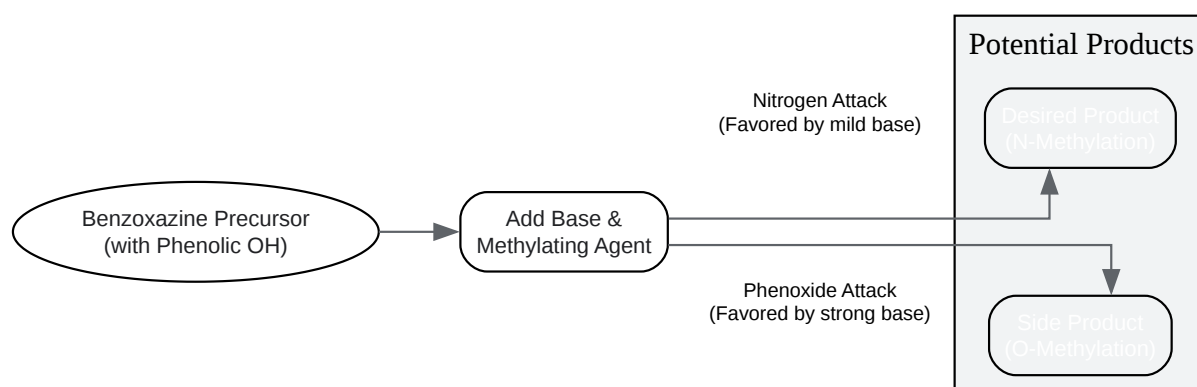 Potential Products
Nitrogen Attack
(Favored by mild base)
Desired Product
(N-Methylation)
Benzoxazine Precursor
(with Phenolic OH)
Add Base &
Methylating Agent
Phenoxide Attack
(Favored by strong base)
Side Product
(O-Methylation)